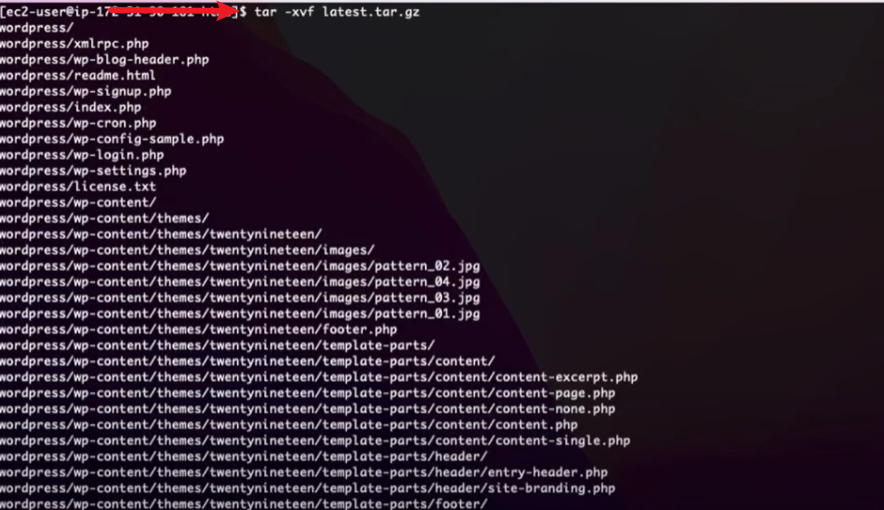 [ec2-user@ip-172-31-90-101 html]$ tar -xvf latest.tar.gz
wordpress/
wordpress/xmlrpc.php
wordpress/wp-blog-header.php
wordpress/readme.html
wordpress/wp-signup.php
wordpress/index.php
wordpress/wp-cron.php
wordpress/wp-config-sample.php
wordpress/wp-login.php
wordpress/wp-settings.php
wordpress/license.txt
wordpress/wp-content/
wordpress/wp-content/themes/
wordpress/wp-content/themes/twentynineteen/
wordpress/wp-content/themes/twentynineteen/images/
wordpress/wp-content/themes/twentynineteen/images/pattern_02.jpg
wordpress/wp-content/themes/twentynineteen/images/pattern_04.jpg
wordpress/wp-content/themes/twentynineteen/images/pattern_03.jpg
wordpress/wp-content/themes/twentynineteen/images/pattern_01.jpg
wordpress/wp-content/themes/twentynineteen/footer.php
wordpress/wp-content/themes/twentynineteen/template-parts/
wordpress/wp-content/themes/twentynineteen/template-parts/content/
wordpress/wp-content/themes/twentynineteen/template-parts/content/content-excerpt.php
wordpress/wp-content/themes/twentynineteen/template-parts/content/content-page.php
wordpress/wp-content/themes/twentynineteen/template-parts/content/content-none.php
wordpress/wp-content/themes/twentynineteen/template-parts/content/content.php
wordpress/wp-content/themes/twentynineteen/template-parts/content/content-single.php
wordpress/wp-content/themes/twentynineteen/template-parts/header/
wordpress/wp-content/themes/twentynineteen/template-parts/header/entry-header.php
wordpress/wp-content/themes/twentynineteen/template-parts/header/site-branding.php
wordpress/wp-content/themes/twentynineteen/template-parts/footer/